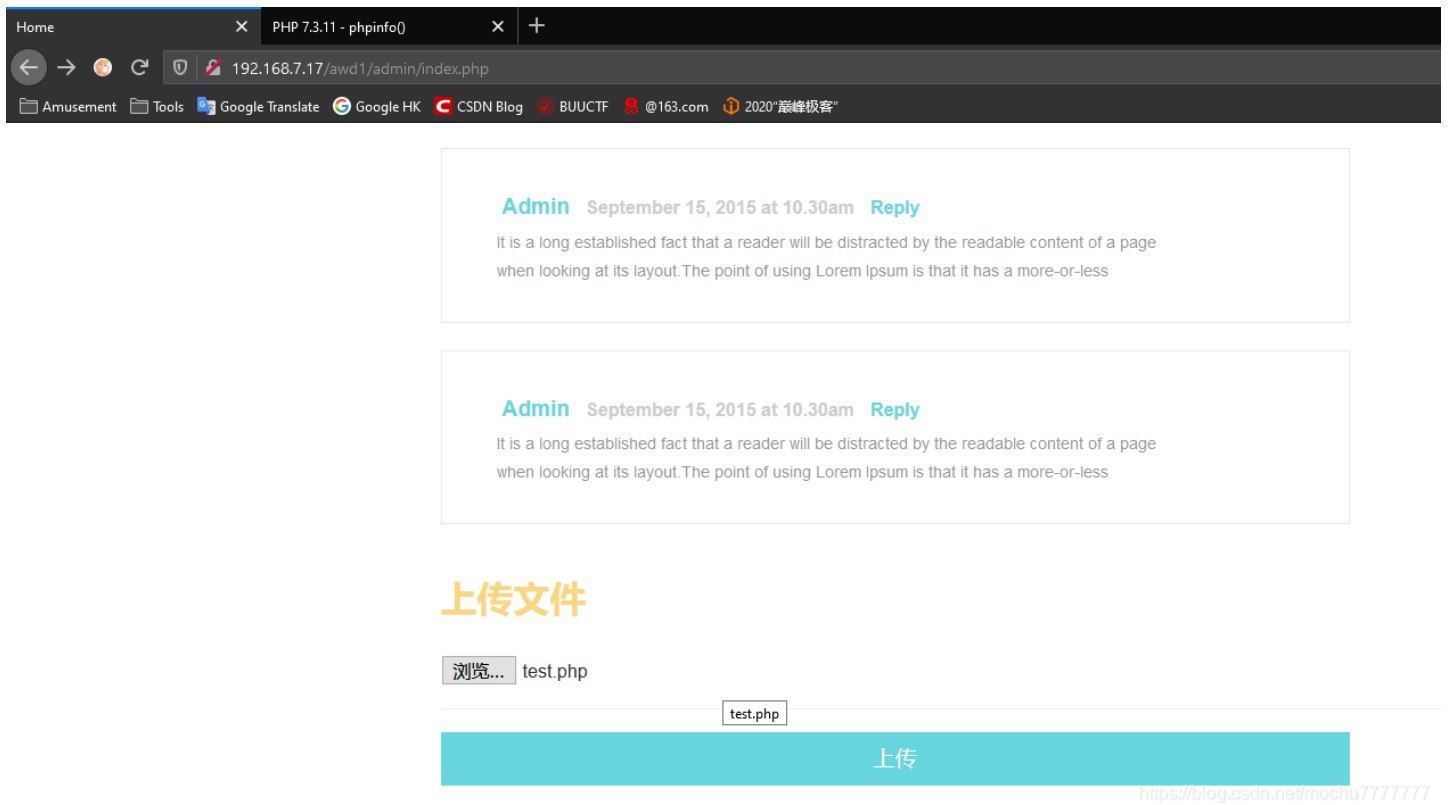 Home
PHP 7.3.11 - phpinfo()
192.168.7.17/awd1/admin/index.php
Amusement Tools Google Translate Google HK CSDN Blog BUUCTF @163.com 2020"巅峰极客"
Admin September 15, 2015 at 10.30am Reply
It is a long established fact that a reader will be distracted by the readable content of a page
when looking at its layout.The point of using Lorem Ipsum is that it has a more-or-less
Admin September 15, 2015 at 10.30am Reply
It is a long established fact that a reader will be distracted by the readable content of a page
when looking at its layout.The point of using Lorem Ipsum is that it has a more-or-less
上传文件
浏览... test.php
test.php
上传
https://blog.csdn.net/mochu7777777